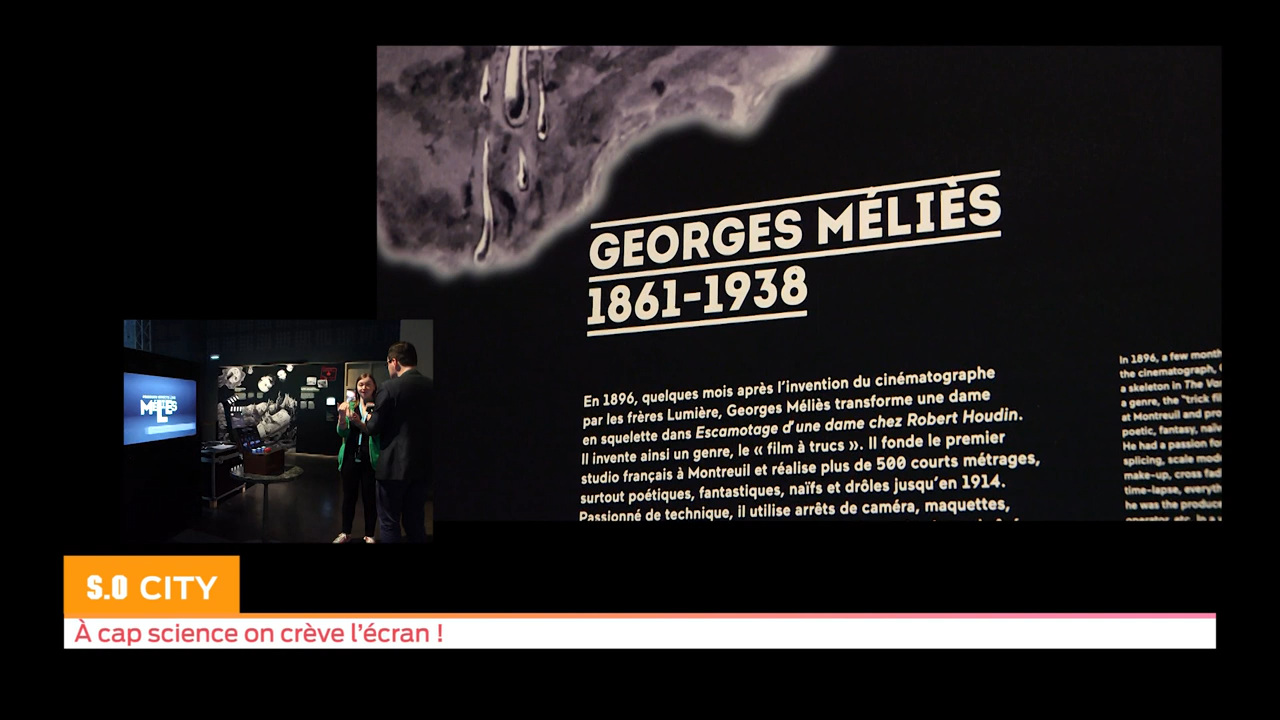 GEORGES MÉLIÈS
1861-1938
En 1896, quelques mois après l'invention du cinématographe
par les frères Lumière, Georges Méliès transforme une dame
en squelette dans Escamotage d'une dame chez Robert Houdin.
Il invente ainsi un genre, le « film à trucs ». Il fonde le premier
studio français à Montreuil et réalise plus de 500 courts métrages,
surtout poétiques, fantastiques, naïfs et drôles jusqu'en 1914.
Passionné de technique, il utilise arrêts de caméra, maquettes,
In 1896, a few month
the cinematograph,
a skeleton in The Va
a genre, the "trick fi
at Montreuil and pro
poetic, fantasy, naïv
He had a passion fo
splicing, scale mod
make-up, cross fad
time-lapse, everyth
he was the produce
MÉLIÈS
S.O CITY
À cap science on crève l'écran !